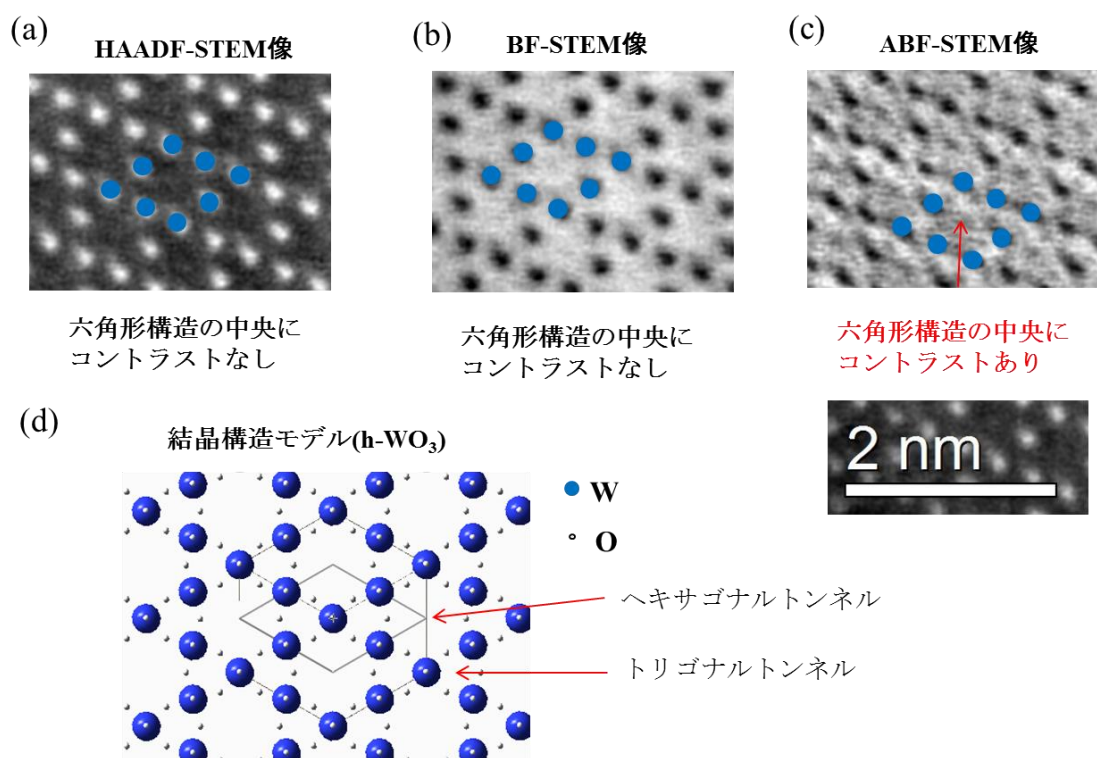 (a)
HAADF-STEM像
(b)
BF-STEM像
(c)
ABF-STEM像
六角形構造の中央に
コントラストなし
六角形構造の中央に
コントラストなし
六角形構造の中央に
コントラストあり
2 nm
(d)
結晶構造モデル(h-WO₃)
W
O
ヘキサゴナルトンネル
トリゴナルトンネル